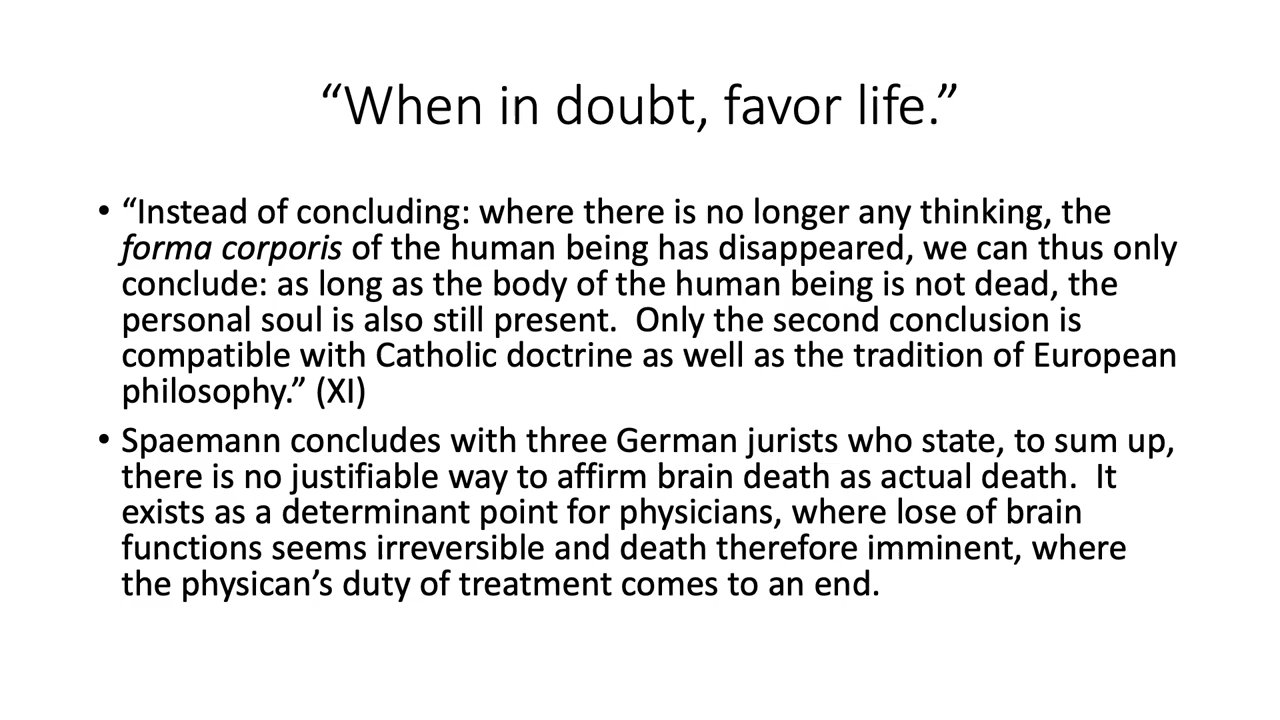 “When in doubt, favor life.”
• “Instead of concluding: where there is no longer any thinking, the
forma corporis of the human being has disappeared, we can thus only
conclude: as long as the body of the human being is not dead, the
personal soul is also still present.  Only the second conclusion is
compatible with Catholic doctrine as well as the tradition of European
philosophy.” (XI)
• Spaemann concludes with three German jurists who state, to sum up,
there is no justifiable way to affirm brain death as actual death.  It
exists as a determinant point for physicians, where lose of brain
functions seems irreversible and death therefore imminent, where
the physican’s duty of treatment comes to an end.